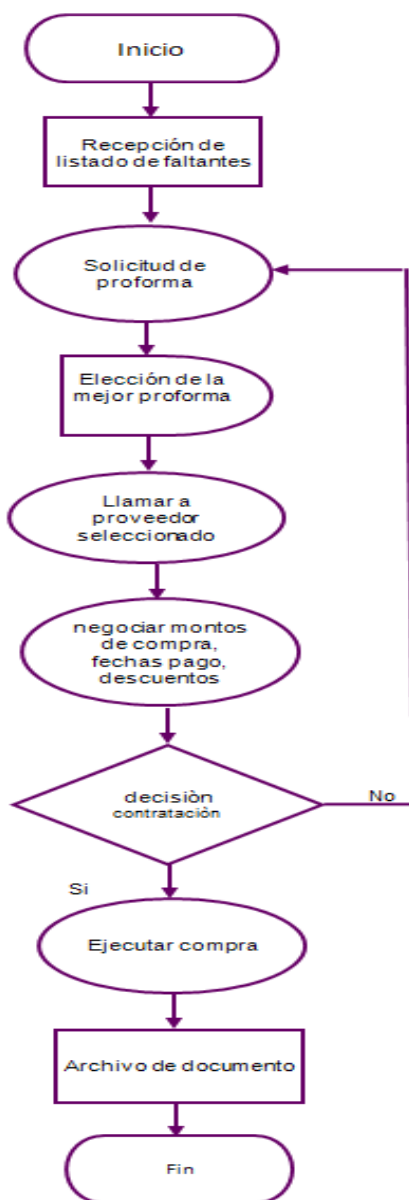 Inicio
Recepción de
listado de faltantes
Solicitud de
proforma
Elección de la
mejor proforma
Llamar a
proveedor
seleccionado
negociar montos
de compra,
fechas pago,
descuentos
decisiòn
contrataciòn
No
Si
Ejecutar compra
Archivo de documento
Fin